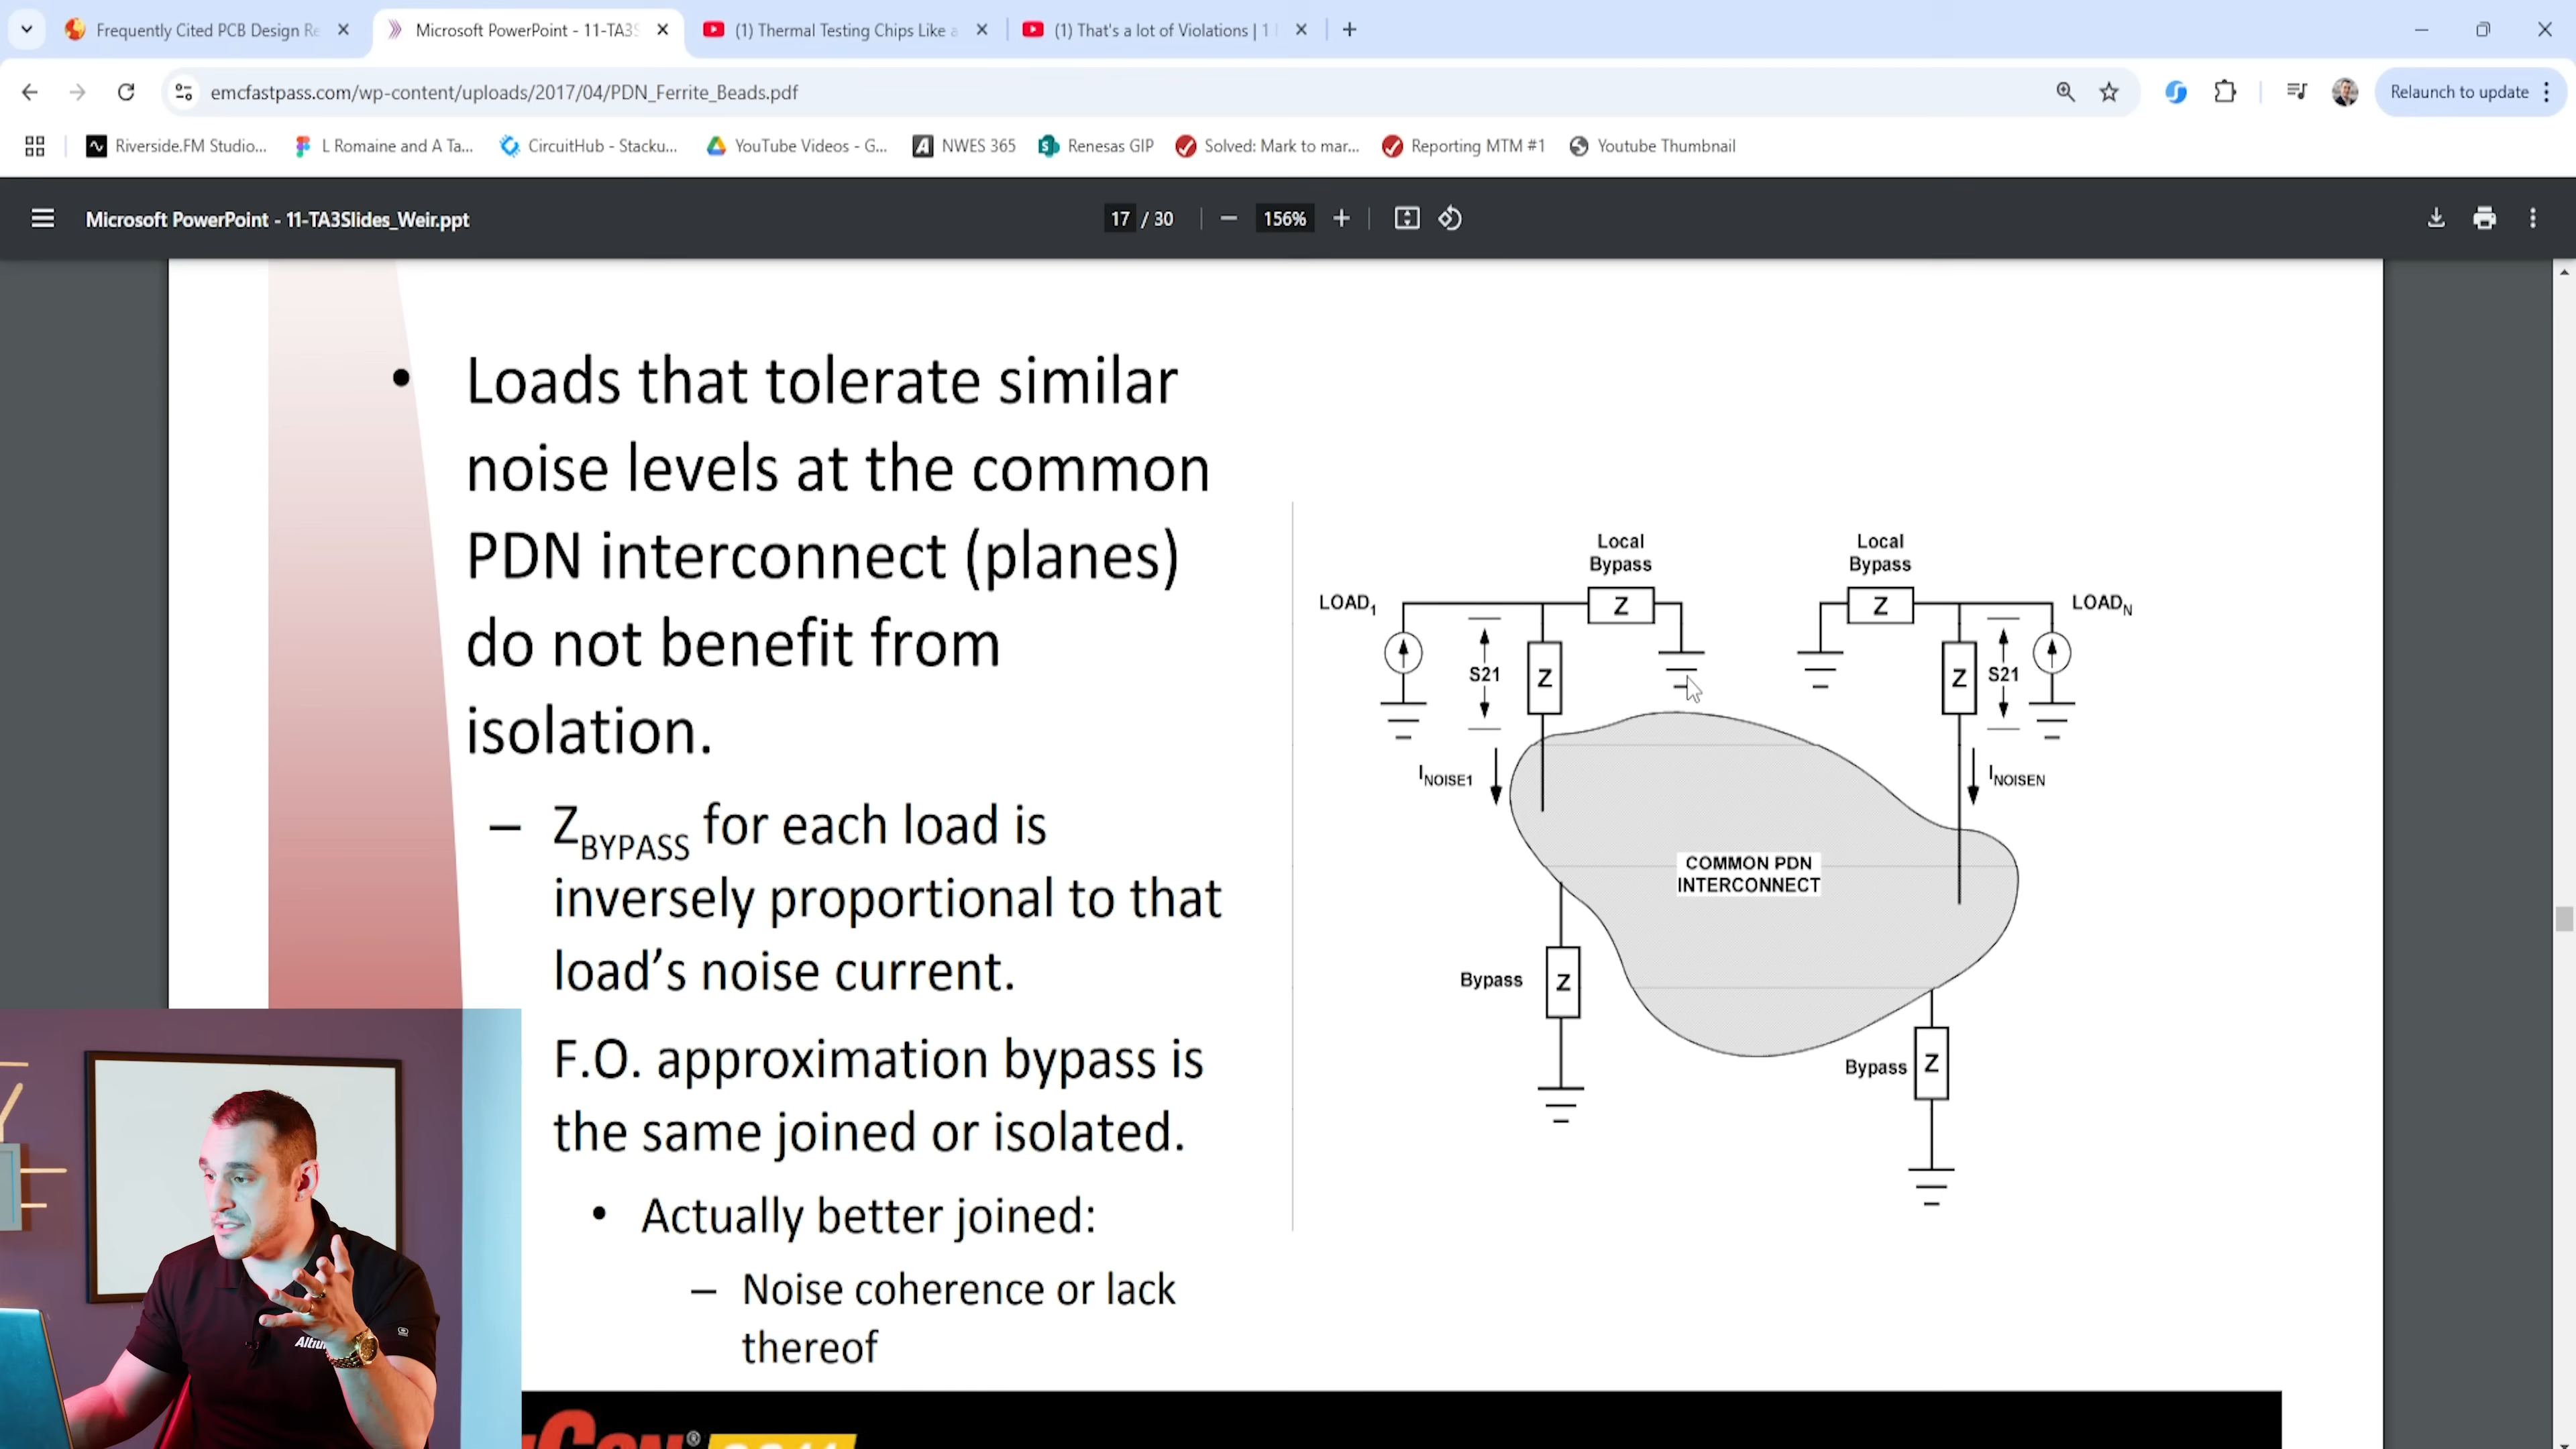 Frequently Cited PCB Design Re
Microsoft PowerPoint - 11-TA3S
(1) Thermal Testing Chips Like a
(1) That's a lot of Violations | 1
emcfastpass.com/wp-content/uploads/2017/04/PDN_Ferrite_Beads.pdf
Relaunch to update
Riverside.FM Studio...
L Romaine and A Ta...
CircuitHub - Stacku...
YouTube Videos - G...
NWES 365
Renesas GIP
Solved: Mark to mar...
Reporting MTM #1
Youtube Thumbnail
Microsoft PowerPoint - 11-TA3Slides_Weir.ppt
17 / 30
156%
• Loads that tolerate similar
noise levels at the common
PDN interconnect (planes)
do not benefit from
isolation.
– ZBYPASS for each load is
inversely proportional to that
load's noise current.
F.O. approximation bypass is
the same joined or isolated.
• Actually better joined:
– Noise coherence or lack
thereof
Local
Bypass
Local
Bypass
LOAD1
Z
Z
LOADN
S21
Z
Z
S21
INOISE1
INOISEN
COMMON PDN
INTERCONNECT
Bypass
Z
Bypass
Z
Altiu